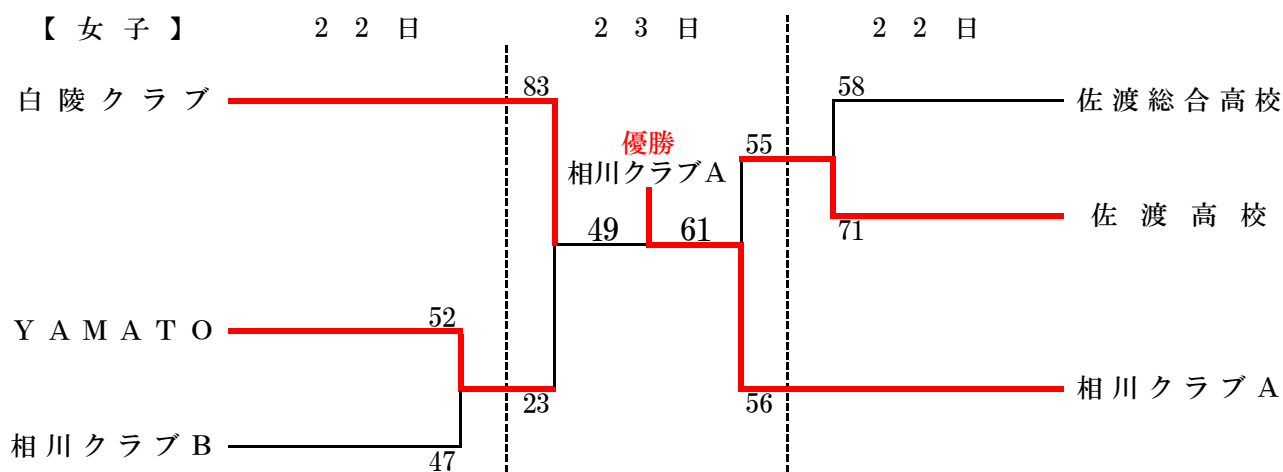 【女子】 22日 23日 22日
白陵クラブ 83 58 佐渡総合高校
優勝 55
相川クラブA
49 61 71 佐渡高校
YAMATO 52
23 56 相川クラブA
相川クラブB 47